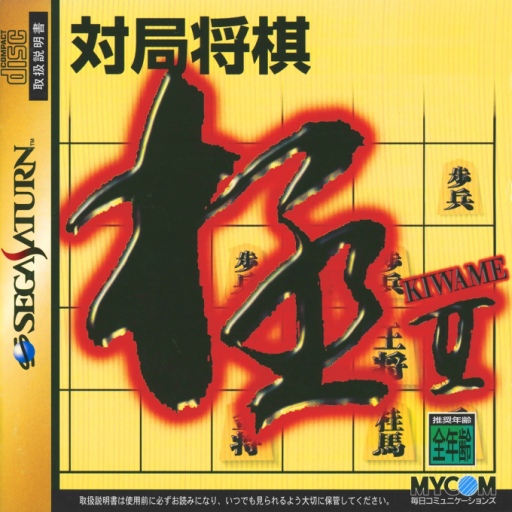 COMPACT
disc
取扱説明書
SEGA SATURN™
対局将棋
極
KIWAME
II
歩兵
歩兵
歩兵
王将
桂馬
推奨年齢
全年齢
MYCOM
毎日コミュニケーションズ
取扱説明書は使用前に必ずお読みになり、いつでも見られるよう大切に保管してください。